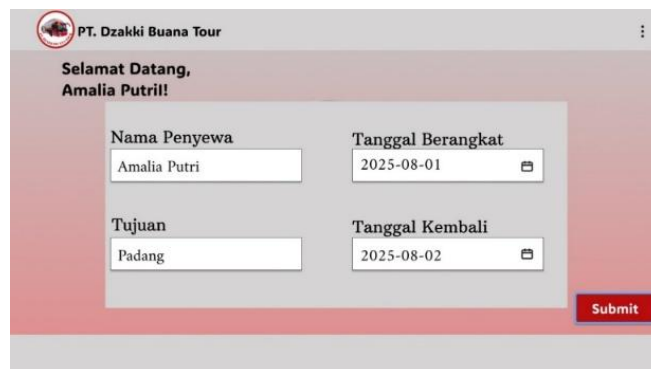 PT. Dzakki Buana Tour
Selamat Datang,
Amalia Putril!
Nama Penyewa
Tanggal Berangkat
Amalia Putri
2025-08-01
Tujuan
Tanggal Kembali
Padang
2025-08-02
Submit